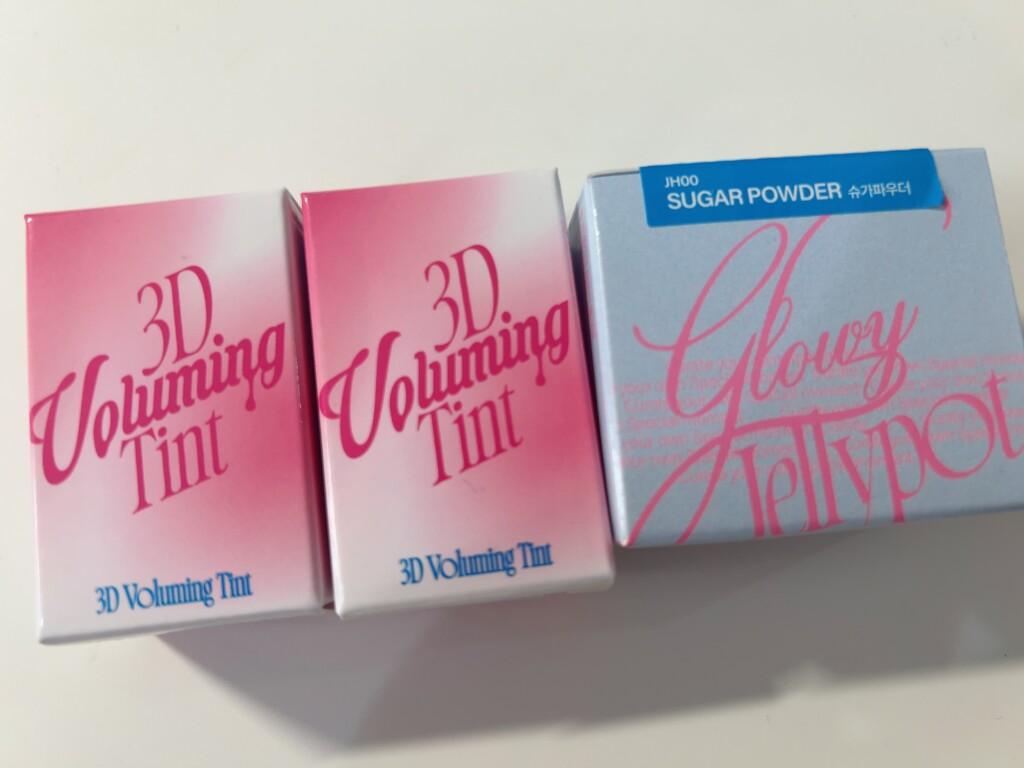 3D
Voluming
Tint
3D Voluming Tint
3D
Voluming
Tint
3D Voluming Tint
JH00
SUGAR POWDER 슈가파우더
Glowy
Jellypot